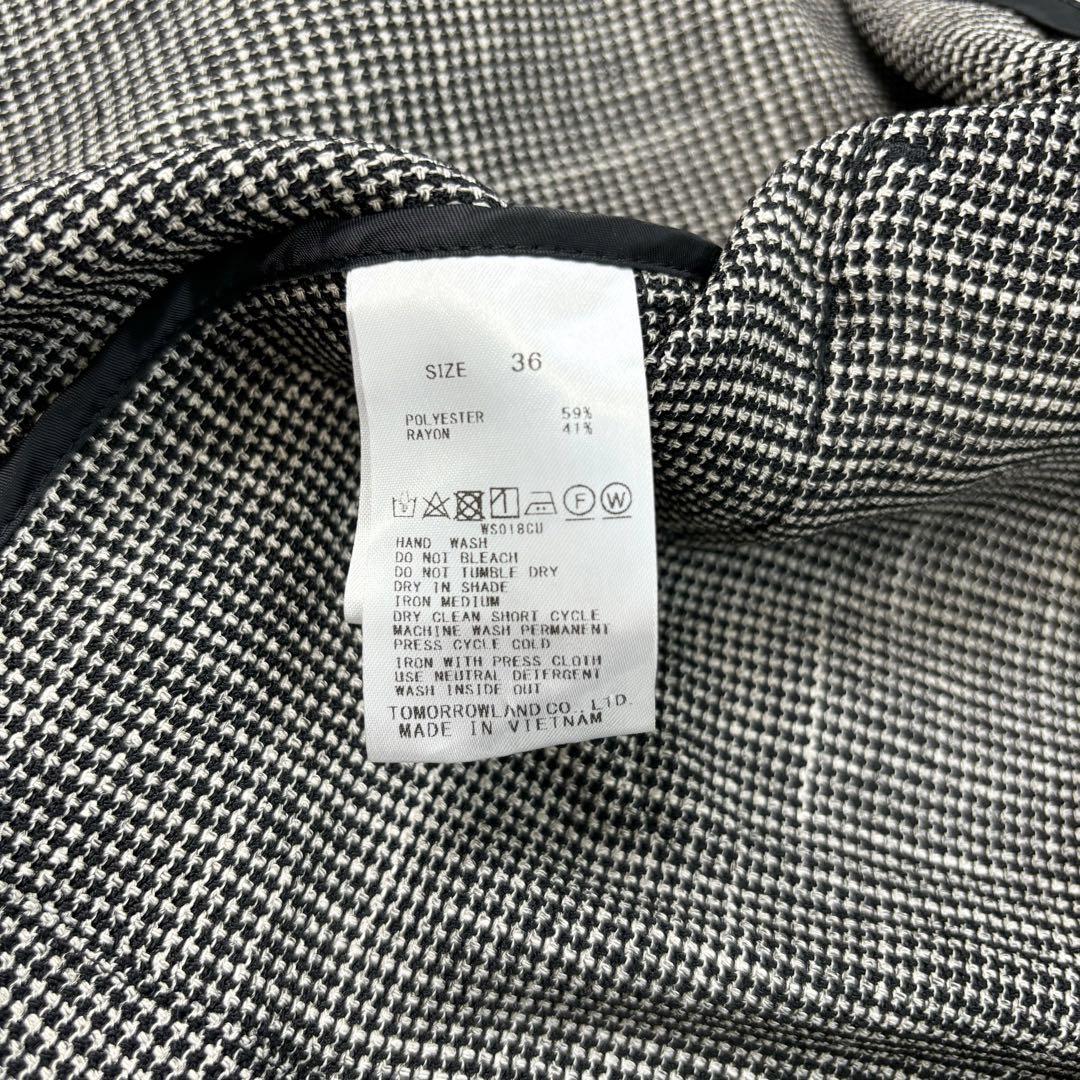 SIZE 36
POLYESTER 59%
RAYON 41%
F W
WS018CU
HAND WASH
DO NOT BLEACH
DO NOT TUMBLE DRY
DRY IN SHADE
IRON MEDIUM
DRY CLEAN SHORT CYCLE
MACHINE WASH PERMANENT
PRESS CYCLE COLD
IRON WITH PRESS CLOTH
USE NEUTRAL DETERGENT
WASH INSIDE OUT
TOMORROWLAND CO., LTD.
MADE IN VIETNAM